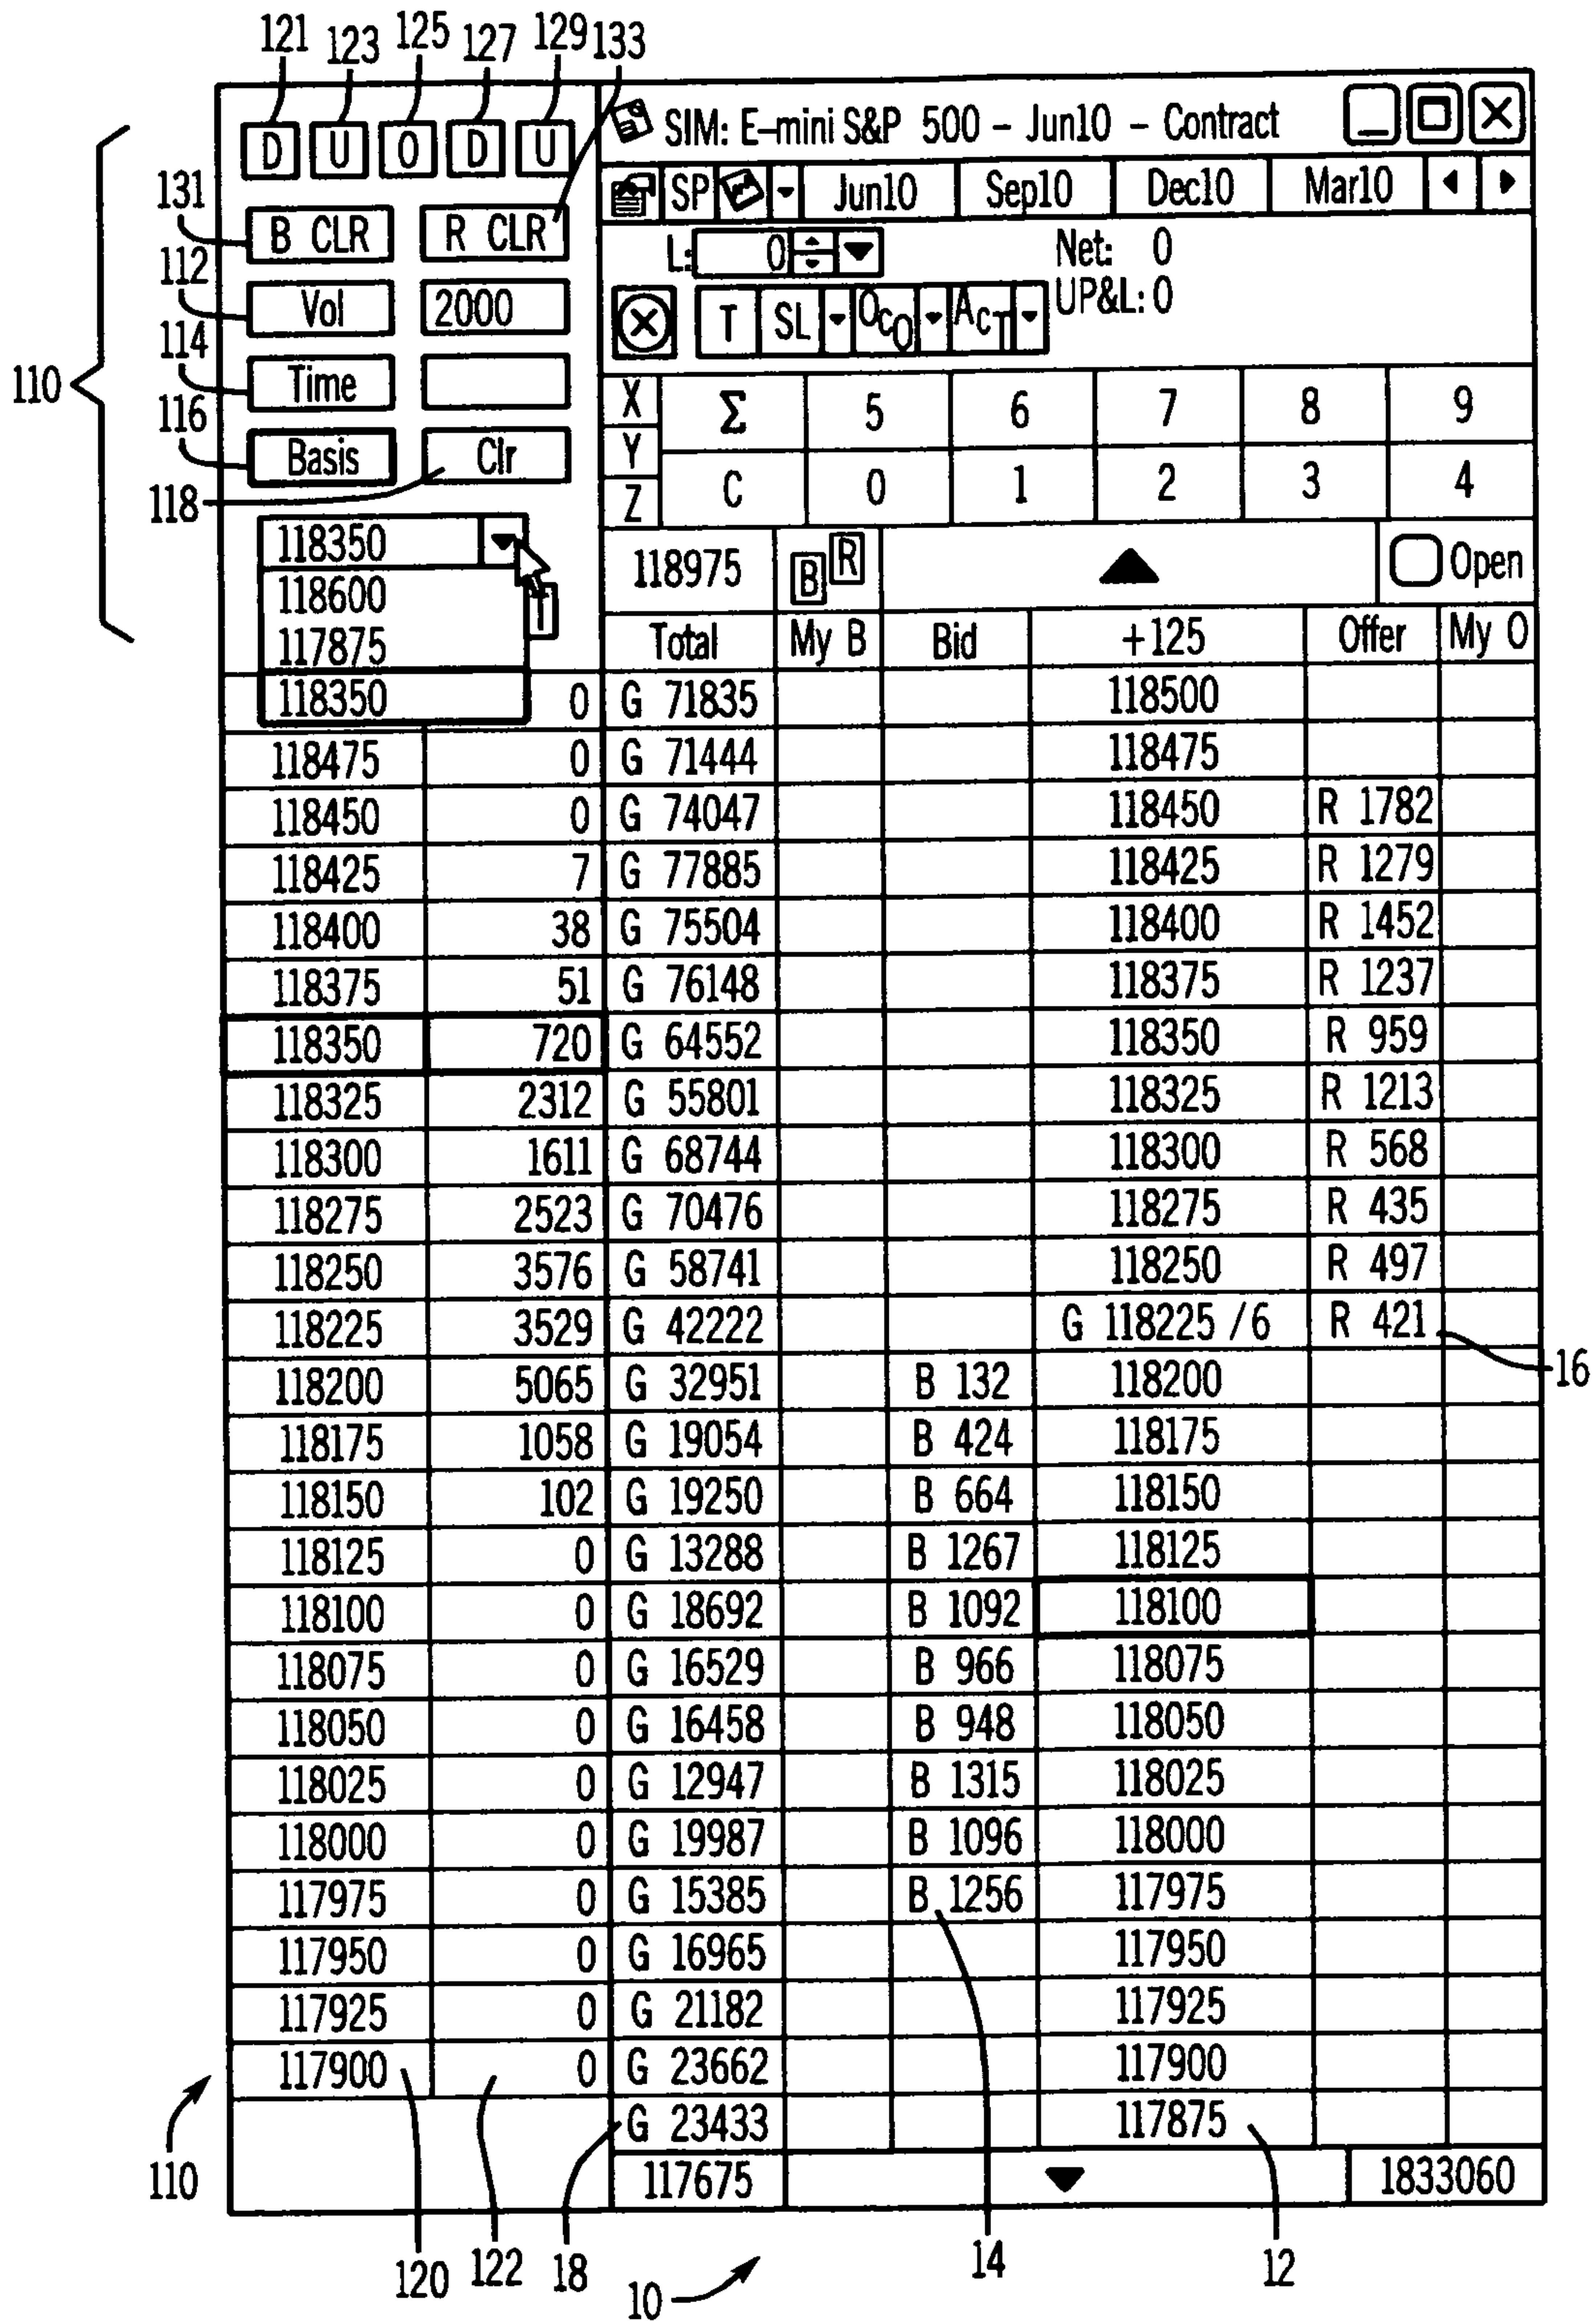 121 123 125 127 129 133
D U O D U
SIM: E-mini S&P 500 - Jun10 - Contract
SP Jun10 Sep10 Dec10 Mar10
131
B CLR R CLR
L: 0 Net: 0
UP&L: 0
112
Vol 2000
T SL OCO ACT
114
Time
110
116
Basis Clr
118
X Σ 5 6 7 8 9
Y
Z C 0 1 2 3 4
118350
118600
117875
118350
118975 B R Open
Total My B Bid +125 Offer My O
0 G 71835 118500
118475 0 G 71444 118475
118450 0 G 74047 118450 R 1782
118425 7 G 77885 118425 R 1279
118400 38 G 75504 118400 R 1452
118375 51 G 76148 118375 R 1237
118350 720 G 64552 118350 R 959
118325 2312 G 55801 118325 R 1213
118300 1611 G 68744 118300 R 568
118275 2523 G 70476 118275 R 435
118250 3576 G 58741 118250 R 497
118225 3529 G 42222 G 118225 /6 R 421
16
118200 5065 G 32951 B 132 118200
118175 1058 G 19054 B 424 118175
118150 102 G 19250 B 664 118150
118125 0 G 13288 B 1267 118125
118100 0 G 18692 B 1092 118100
118075 0 G 16529 B 966 118075
118050 0 G 16458 B 948 118050
118025 0 G 12947 B 1315 118025
118000 0 G 19987 B 1096 118000
117975 0 G 15385 B 1256 117975
117950 0 G 16965 117950
117925 0 G 21182 117925
117900 0 G 23662 117900
G 23433 117875
110
117675 1833060
120 122 18 10 14 12